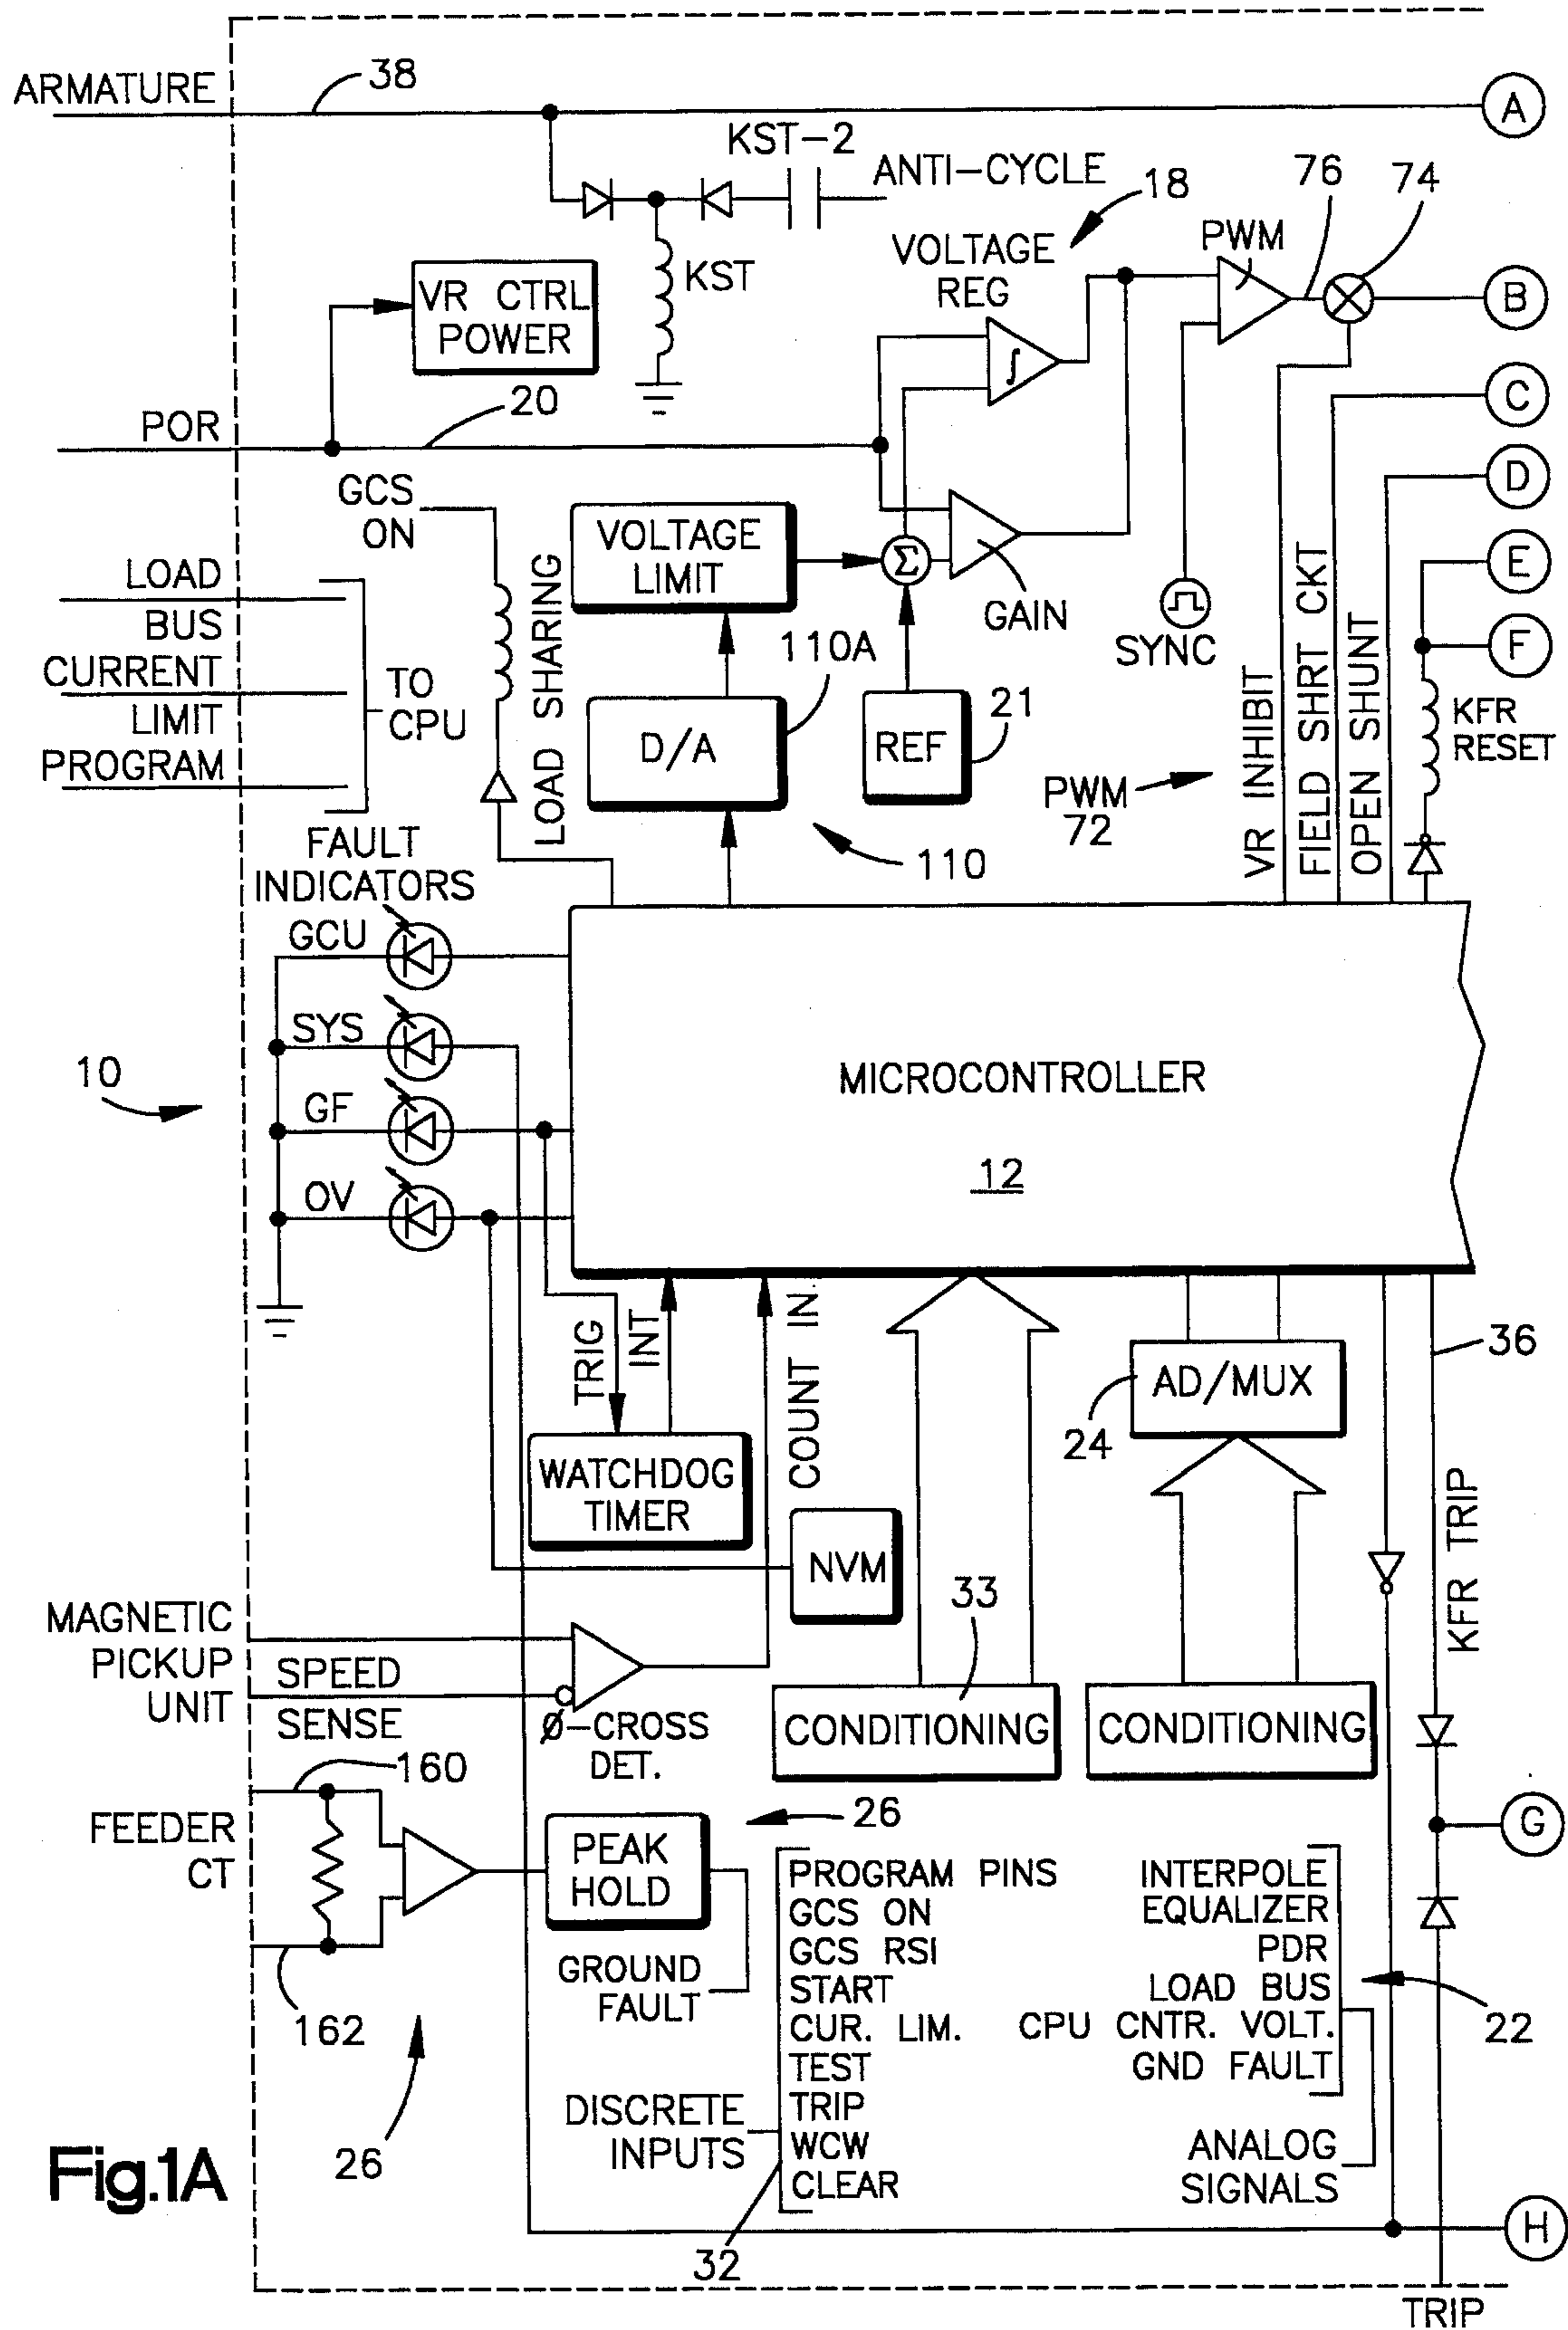 ARMATURE
38
A
KST-2
ANTI-CYCLE
18
76
74
VOLTAGE
REG
PWM
KST
VR CTRL
POWER
B
∫
C
POR
20
GCS
ON
D
VOLTAGE
LIMIT
Σ
GAIN
SYNC
E
F
LOAD
BUS
CURRENT
LIMIT
PROGRAM
TO
CPU
LOAD SHARING
110A
D/A
REF
21
PWM
72
VR INHIBIT
FIELD SHRT CKT
OPEN SHUNT
KFR
RESET
110
FAULT
INDICATORS
GCU
SYS
GF
OV
10
MICROCONTROLLER
12
TRIG
INT
COUNT IN.
36
AD/MUX
24
WATCHDOG
TIMER
NVM
KFR TRIP
MAGNETIC
PICKUP
UNIT
SPEED
SENSE
Ø-CROSS
DET.
33
CONDITIONING
CONDITIONING
160
FEEDER
CT
162
PEAK
HOLD
26
GROUND
FAULT
G
PROGRAM PINS
GCS ON
GCS RSI
START
CUR. LIM.
TEST
TRIP
WCW
CLEAR
INTERPOLE
EQUALIZER
PDR
LOAD BUS
CPU CNTR. VOLT.
GND FAULT
22
DISCRETE
INPUTS
ANALOG
SIGNALS
26
32
H
TRIP
Fig.1A